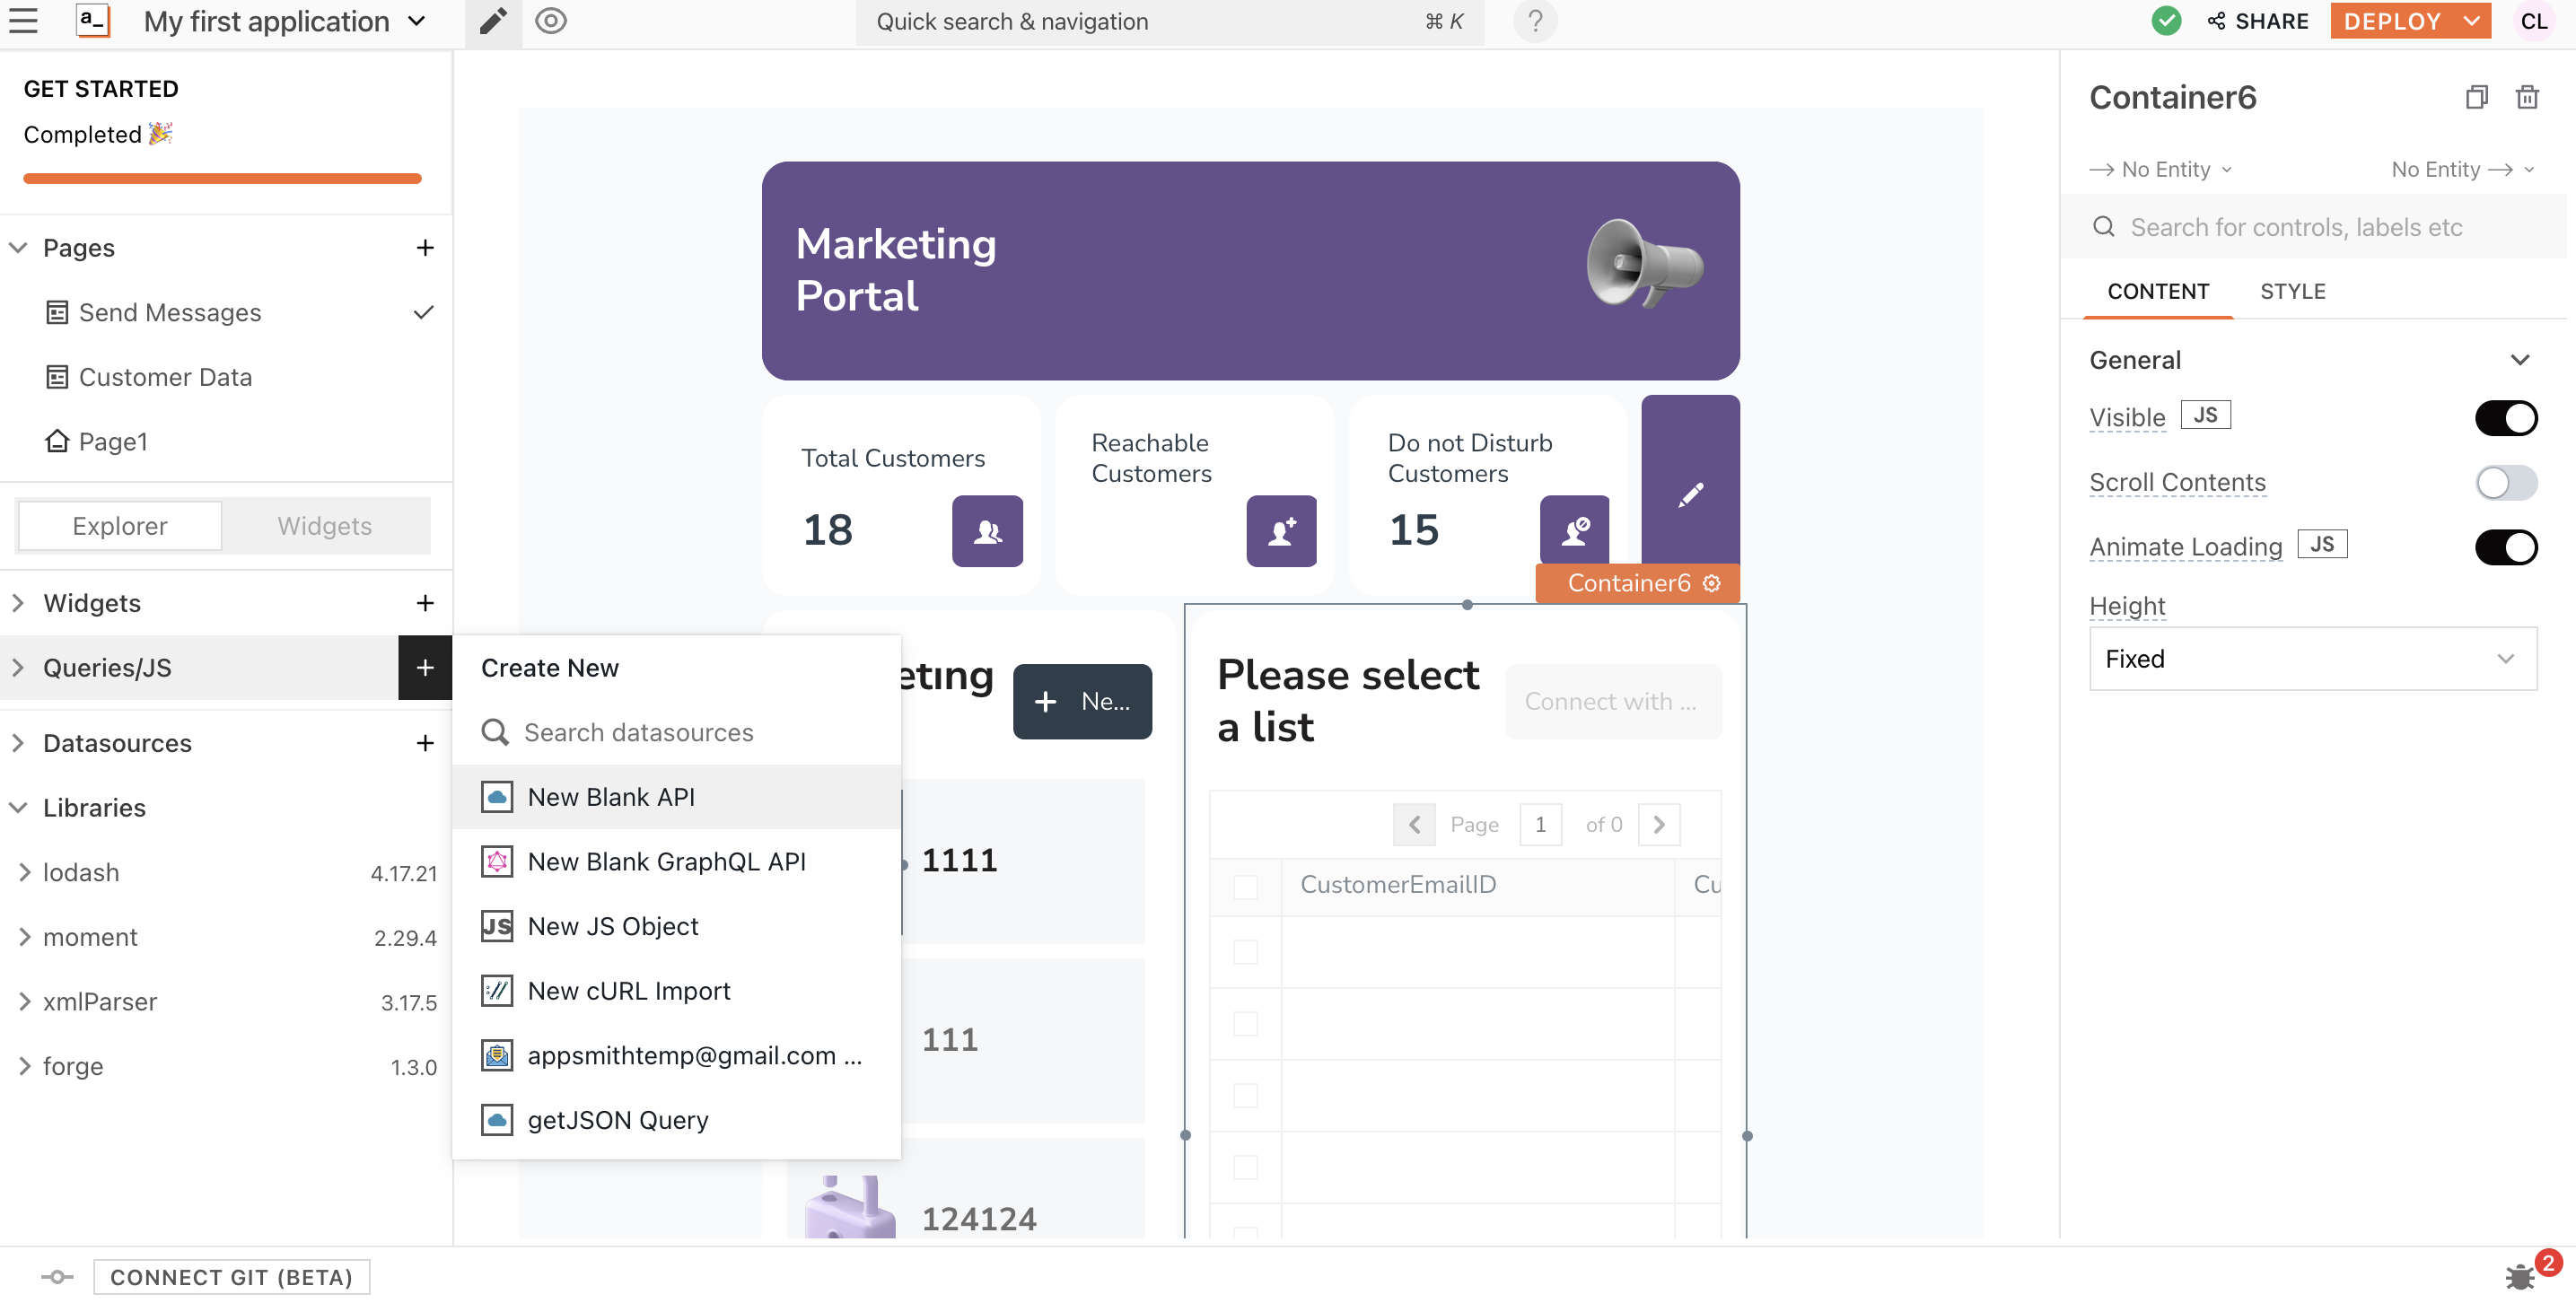 a_
My first application
Quick search & navigation
⌘ K
?
SHARE
DEPLOY
CL
GET STARTED
Completed 🎉
Pages
Send Messages
Customer Data
Page1
Explorer
Widgets
Widgets
Queries/JS
Datasources
Libraries
lodash 4.17.21
moment 2.29.4
xmlParser 3.17.5
forge 1.3.0
CONNECT GIT (BETA)
Create New
Search datasources
New Blank API
New Blank GraphQL API
JS New JS Object
New cURL Import
appsmithtemp@gmail.com ...
getJSON Query
Marketing
Portal
Total Customers
18
Reachable
Customers
Do not Disturb
Customers
15
Container6
eting
Ne...
1111
111
124124
Please select
a list
Connect with ...
Page 1 of 0
CustomerEmailID
Cu
Container6
No Entity
No Entity
Search for controls, labels etc
CONTENT
STYLE
General
Visible JS
Scroll Contents
Animate Loading JS
Height
Fixed
2